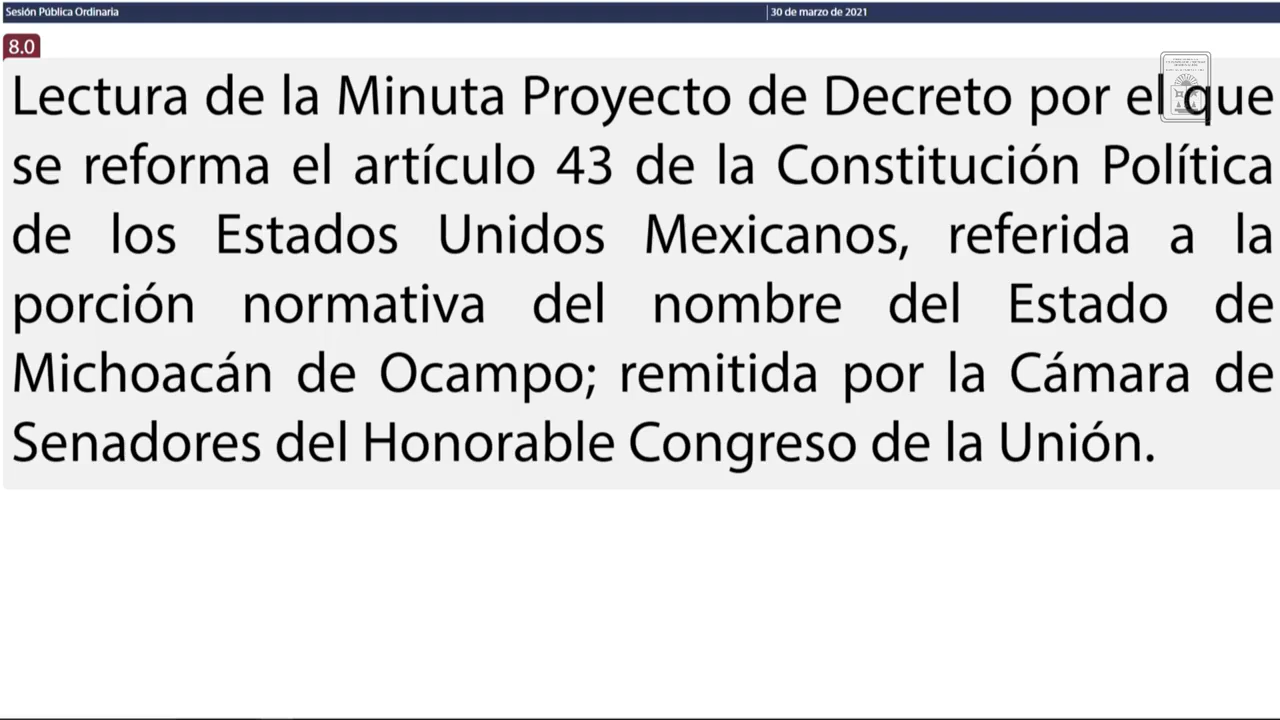 Sesión Pública Ordinaria
30 de marzo de 2021
8.0
Lectura de la Minuta Proyecto de Decreto por el que
se reforma el artículo 43 de la Constitución Política
de los Estados Unidos Mexicanos, referida a la
porción normativa del nombre del Estado de
Michoacán de Ocampo; remitida por la Cámara de
Senadores del Honorable Congreso de la Unión.